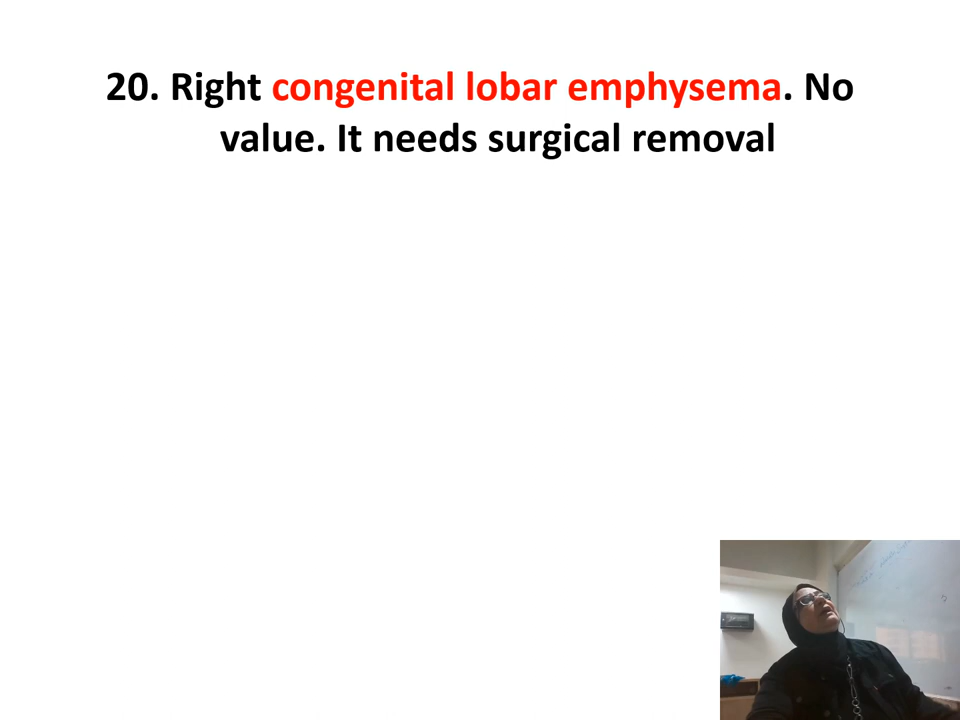 20. Right congenital lobar emphysema. No
value. It needs surgical removal